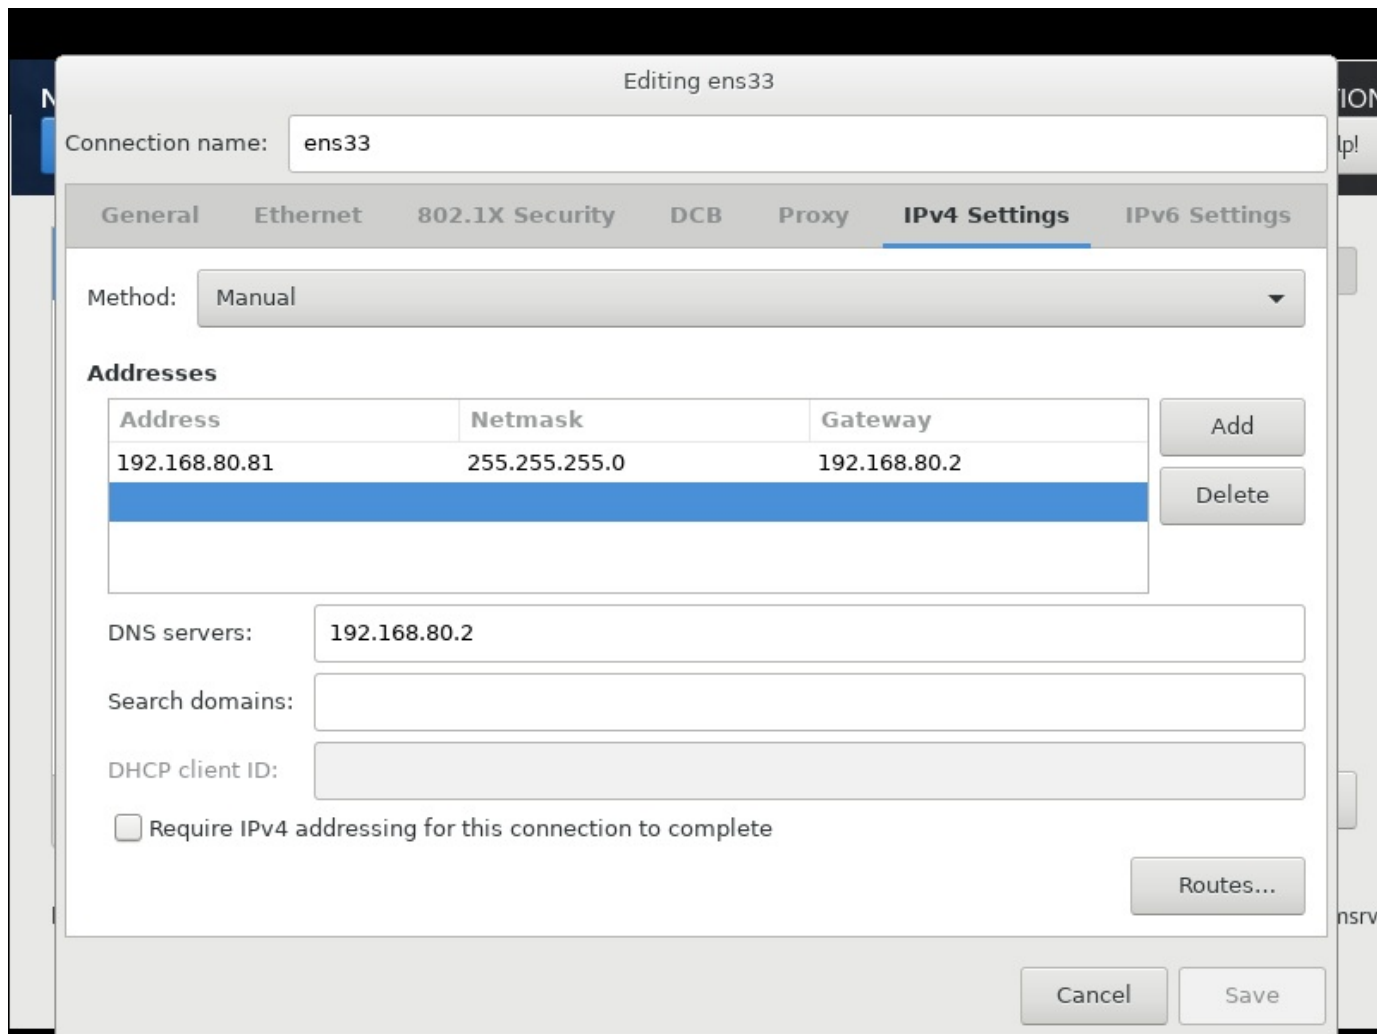 Editing ens33
Connection name: ens33
lp!
General Ethernet 802.1X Security DCB Proxy IPv4 Settings IPv6 Settings
Method: Manual
Addresses
Address Netmask Gateway
192.168.80.81 255.255.255.0 192.168.80.2
Add
Delete
DNS servers: 192.168.80.2
Search domains:
DHCP client ID:
Require IPv4 addressing for this connection to complete
Routes...
Cancel Save